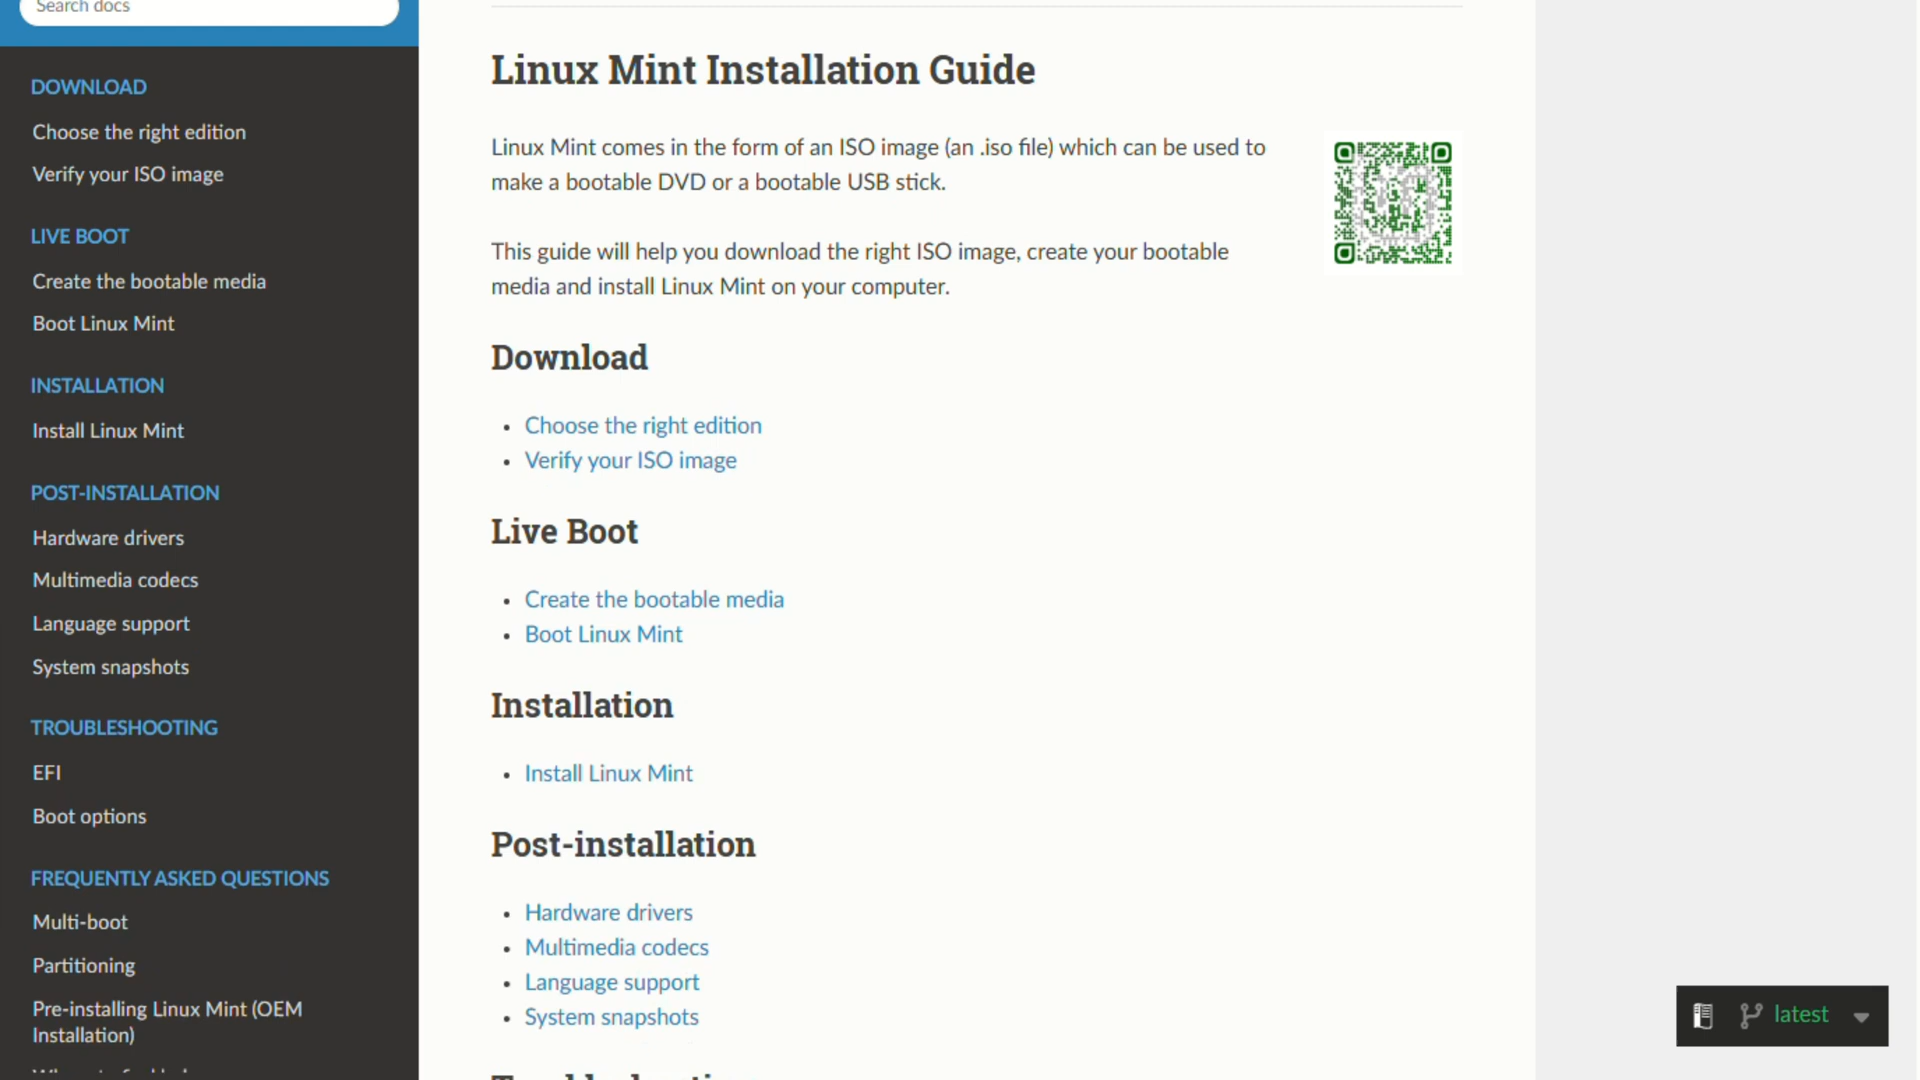 Search docs
DOWNLOAD
Choose the right edition
Verify your ISO image
LIVE BOOT
Create the bootable media
Boot Linux Mint
INSTALLATION
Install Linux Mint
POST-INSTALLATION
Hardware drivers
Multimedia codecs
Language support
System snapshots
TROUBLESHOOTING
EFI
Boot options
FREQUENTLY ASKED QUESTIONS
Multi-boot
Partitioning
Pre-installing Linux Mint (OEM
Installation)
Linux Mint Installation Guide
Linux Mint comes in the form of an ISO image (an .iso file) which can be used to
make a bootable DVD or a bootable USB stick.
This guide will help you download the right ISO image, create your bootable
media and install Linux Mint on your computer.
Download
• Choose the right edition
• Verify your ISO image
Live Boot
• Create the bootable media
• Boot Linux Mint
Installation
• Install Linux Mint
Post-installation
• Hardware drivers
• Multimedia codecs
• Language support
• System snapshots
latest